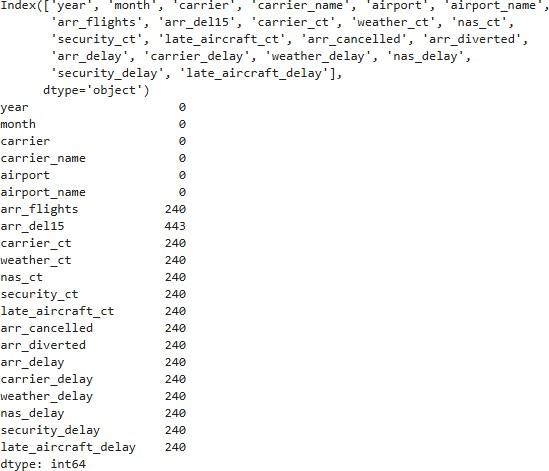 Index(['year', 'month', 'carrier', 'carrier_name', 'airport', 'airport_name',
'arr_flights', 'arr_del15', 'carrier_ct', 'weather_ct', 'nas_ct',
'security_ct', 'late_aircraft_ct', 'arr_cancelled', 'arr_diverted',
'arr_delay', 'carrier_delay', 'weather_delay', 'nas_delay',
'security_delay', 'late_aircraft_delay'],
dtype='object')
year 0
month 0
carrier 0
carrier_name 0
airport 0
airport_name 0
arr_flights 240
arr_del15 443
carrier_ct 240
weather_ct 240
nas_ct 240
security_ct 240
late_aircraft_ct 240
arr_cancelled 240
arr_diverted 240
arr_delay 240
carrier_delay 240
weather_delay 240
nas_delay 240
security_delay 240
late_aircraft_delay 240
dtype: int64